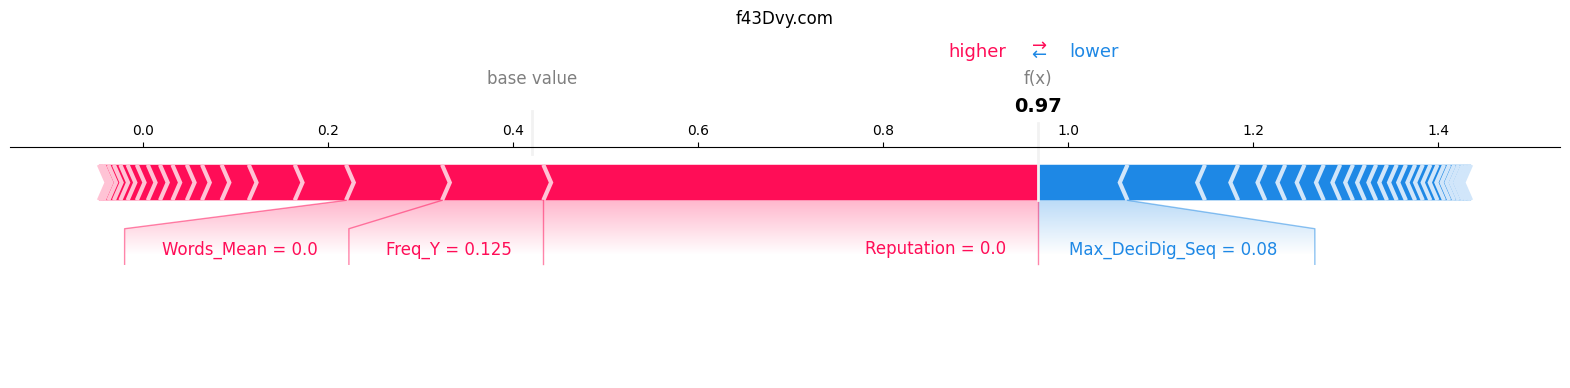 f43Dvy.com
higher ⇄ lower
base value f(x)
0.97
0.0 0.2 0.4 0.6 0.8 1.0 1.2 1.4
Words_Mean = 0.0 Freq_Y = 0.125 Reputation = 0.0 Max_DeciDig_Seq = 0.08